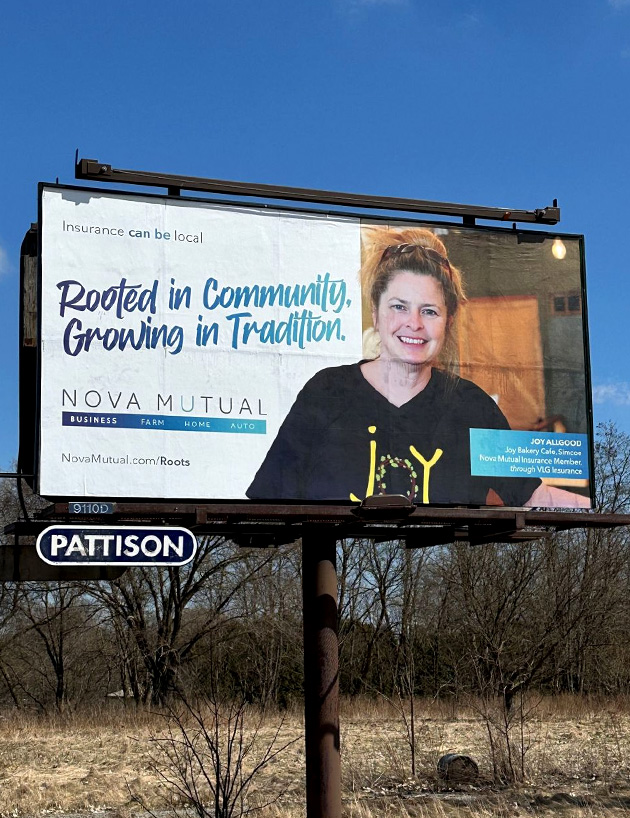 Insurance can be local
Rooted in Community,
Growing in Tradition.
NOVA MUTUAL
BUSINESS FARM HOME AUTO
NovaMutual.com/Roots
joy
JOY ALLGOOD
Joy Bakery Cafe, Simcoe
Nova Mutual Insurance Member,
through VLG Insurance
9110D
PATTISON